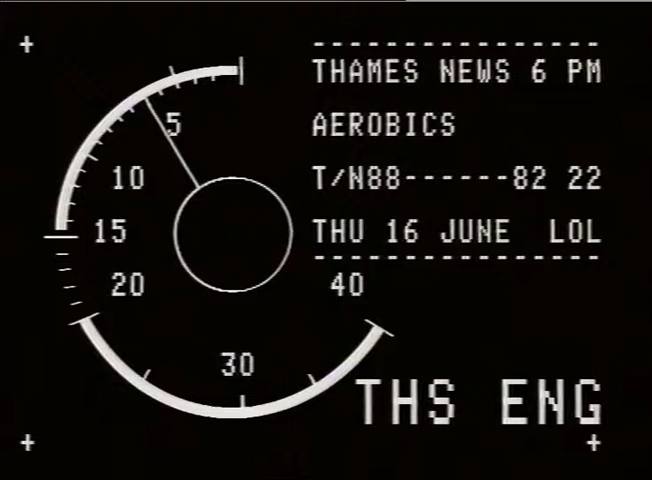 ----------------
THAMES NEWS 6 PM
AEROBICS
T/N88------82 22
THU 16 JUNE LOL
----------------
5
10
15
20
30
40
THS ENG